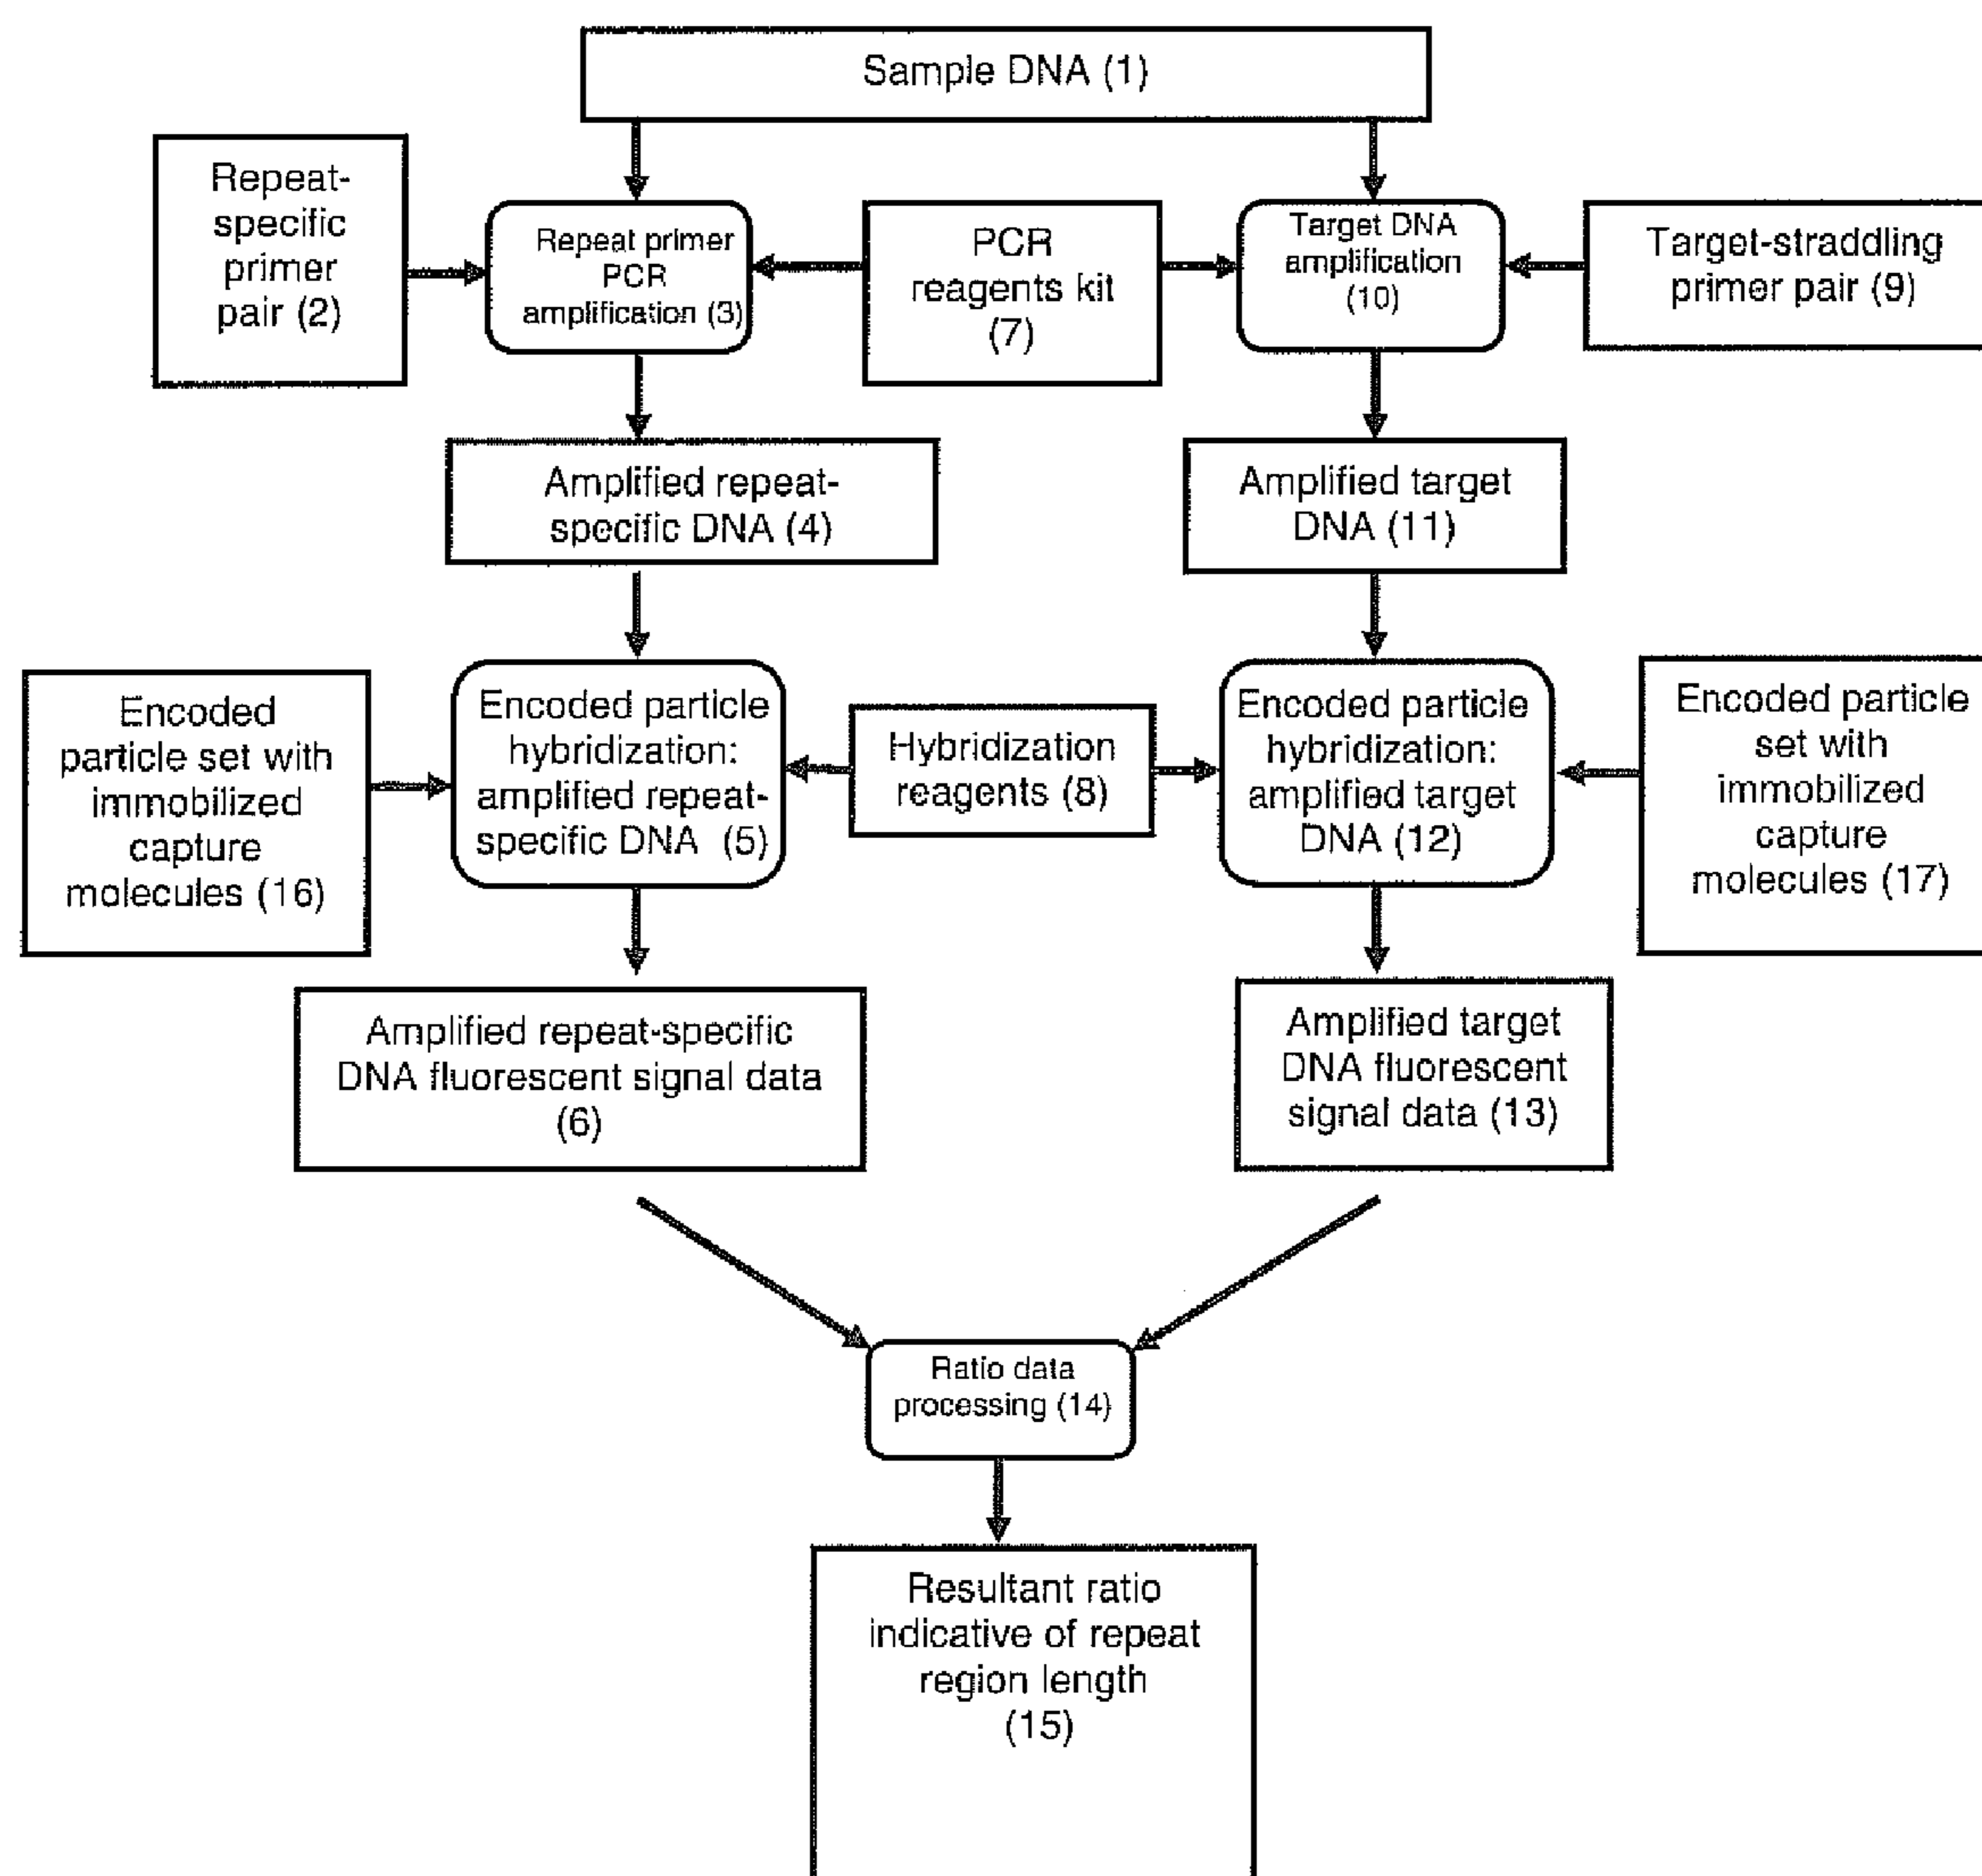 Sample DNA (1)
Repeat-
specific
primer
pair (2)
Repeat primer
PCR
amplification (3)
PCR
reagents kit
(7)
Target DNA
amplification
(10)
Target-straddling
primer pair (9)
Amplified repeat-
specific DNA (4)
Amplified target
DNA (11)
Encoded
particle set with
immobilized
capture
molecules (16)
Encoded particle
hybridization:
amplified repeat-
specific DNA (5)
Hybridization
reagents (8)
Encoded particle
hybridization:
amplified target
DNA (12)
Encoded particle
set with
immobilized
capture
molecules (17)
Amplified repeat-specific
DNA fluorescent signal data
(6)
Amplified target
DNA fluorescent
signal data (13)
Ratio data
processing (14)
Resultant ratio
indicative of repeat
region length
(15)